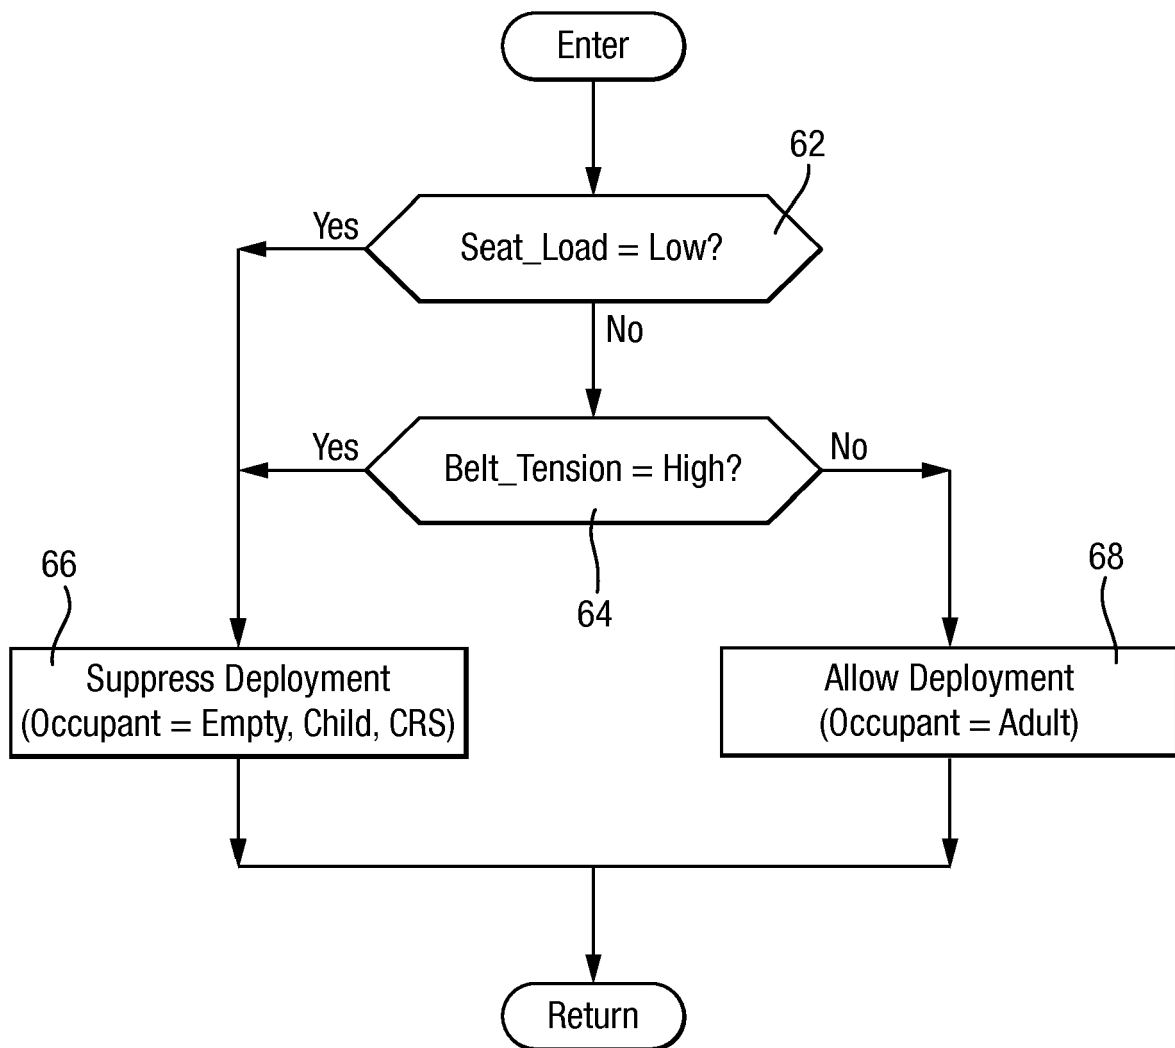 Enter
62
Seat_Load = Low?
Yes
No
Belt_Tension = High?
Yes
No
64
66
Suppress Deployment
(Occupant = Empty, Child, CRS)
68
Allow Deployment
(Occupant = Adult)
Return